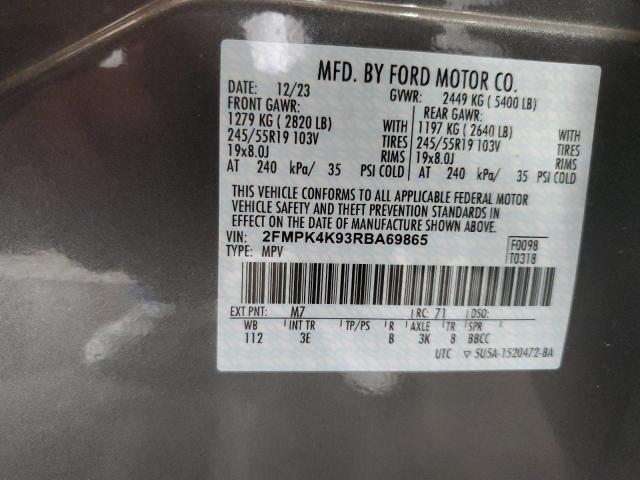 MFD. BY FORD MOTOR CO.
DATE: 12/23 GVWR: 2449 KG ( 5400 LB)
FRONT GAWR: REAR GAWR:
1279 KG ( 2820 LB) WITH 1197 KG ( 2640 LB) WITH
245/55R19 103V TIRES 245/55R19 103V TIRES
19x8.0J RIMS 19x8.0J RIMS
AT 240 kPa/ 35 PSI COLD AT 240 kPa/ 35 PSI COLD
THIS VEHICLE CONFORMS TO ALL APPLICABLE FEDERAL MOTOR
VEHICLE SAFETY AND THEFT PREVENTION STANDARDS IN
EFFECT ON THE DATE OF MANUFACTURE SHOWN ABOVE.
VIN: 2FMPK4K93RBA69865 F0098
TYPE: MPV T0318
EXT PNT: M7 RC: 71 DSO:
WB INT TR TP/PS R AXLE TR SPR
112 3E B 3K 8 BBCC
UTC ▽ 5U5A-1520472-BA